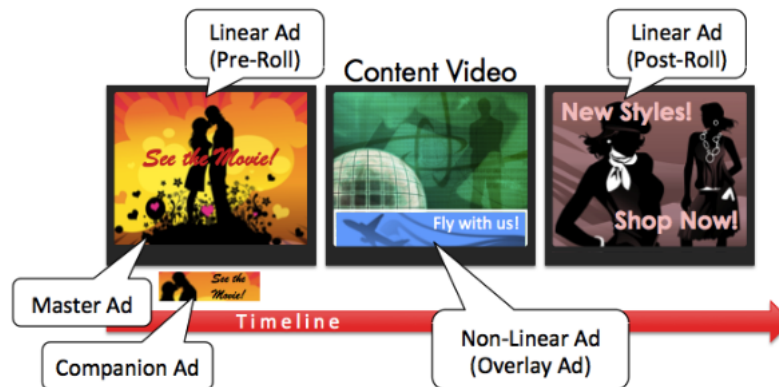 Linear Ad
(Pre-Roll)
Content Video
Linear Ad
(Post-Roll)
See the Movie!
Fly with us!
New Styles!
Shop Now!
Master Ad
See the
Movie!
Timeline
Companion Ad
Non-Linear Ad
(Overlay Ad)